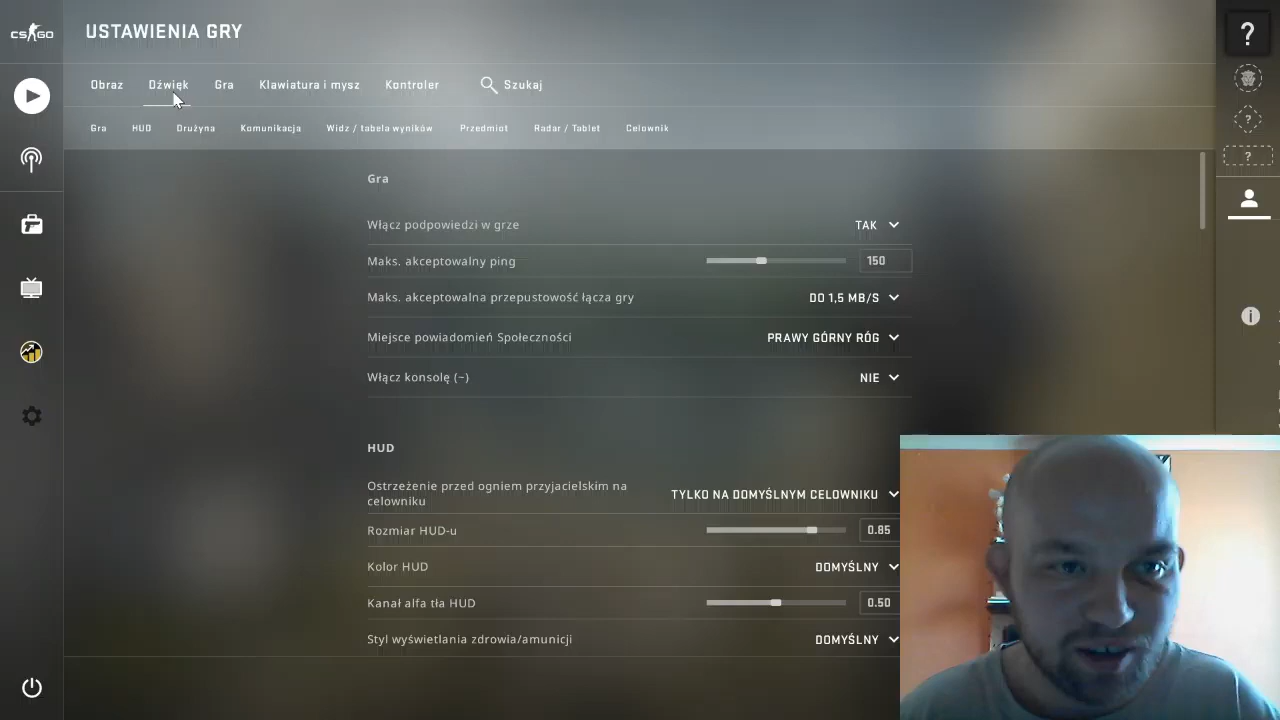 CS:GO
USTAWIENIA GRY
?
Obraz
Dźwięk
Gra
Klawiatura i mysz
Kontroler
Szukaj
Gra
HUD
Drużyna
Komunikacja
Widz / tabela wyników
Przedmiot
Radar / Tablet
Celownik
?
?
Gra
Włącz podpowiedzi w grze
TAK
Maks. akceptowalny ping
150
Maks. akceptowalna przepustowość łącza gry
DO 1,5 MB/S
Miejsce powiadomień Społeczności
PRAWY GÓRNY RÓG
Włącz konsolę (~)
NIE
HUD
Ostrzeżenie przed ogniem przyjacielskim na
celowniku
TYLKO NA DOMYŚLNYM CELOWNIKU
Rozmiar HUD-u
0.85
Kolor HUD
DOMYŚLNY
Kanał alfa tła HUD
0.50
Styl wyświetlania zdrowia/amunicji
DOMYŚLNY